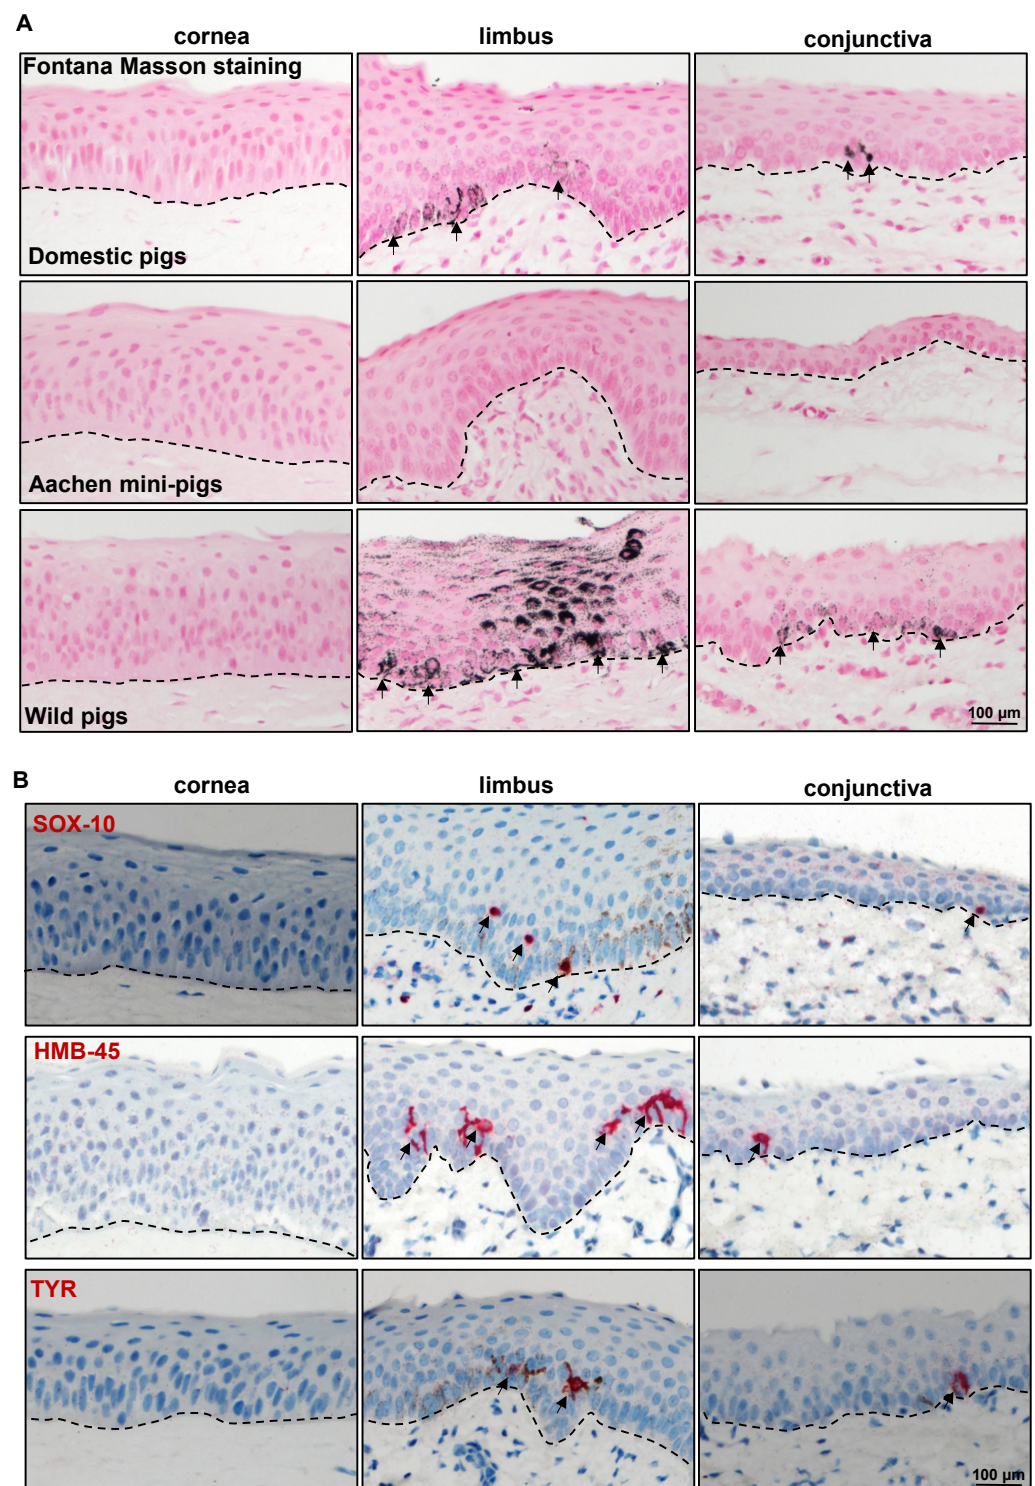 A
cornea
limbus
conjunctiva
Fontana Masson staining
Domestic pigs
Aachen mini-pigs
Wild pigs
100 µm
B
cornea
limbus
conjunctiva
SOX-10
HMB-45
TYR
100 µm